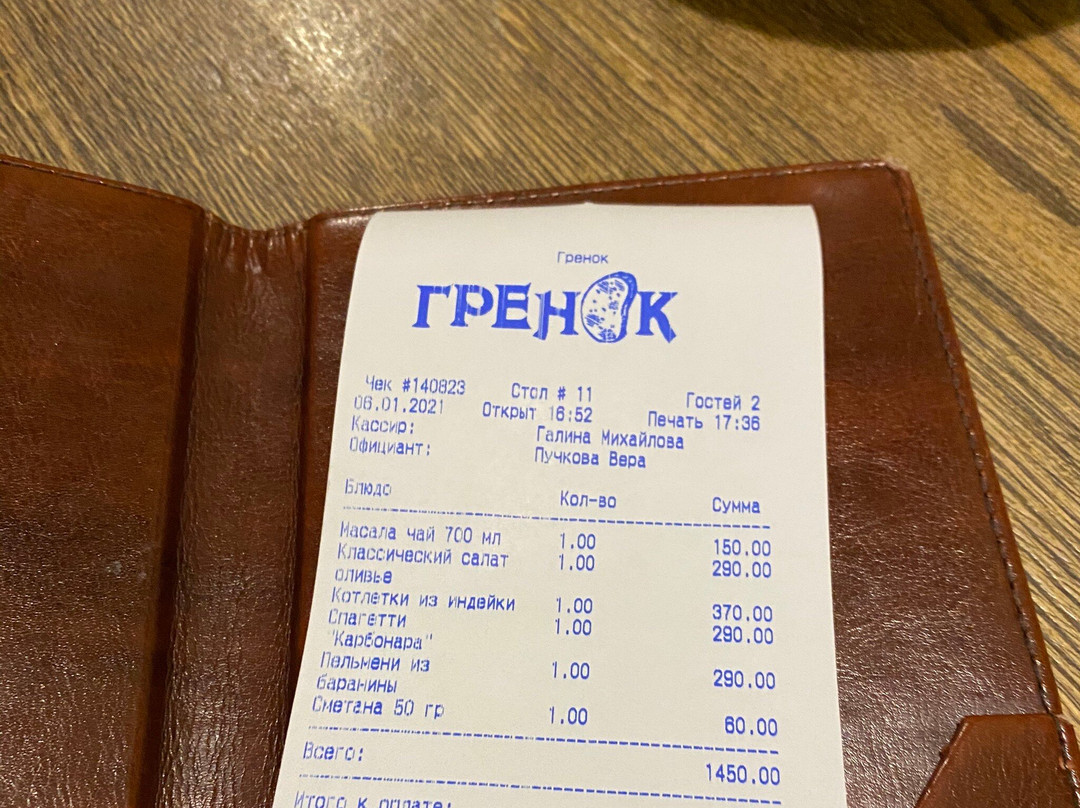 Гренок
ГРЕНОК
Чек #140823 Стол # 11 Гостей 2
06.01.2021 Открыт 16:52 Печать 17:36
Кассир: Галина Михайлова
Официант: Пучкова Вера
Блюдо Кол-во Сумма
Масала чай 700 мл 1.00 150.00
Классический салат 1.00 290.00
оливье
Котлетки из индейки 1.00 370.00
Спагетти 1.00 290.00
"Карбонара"
Пельмени из 1.00 290.00
баранины
Сметана 50 гр 1.00 60.00
Всего: 1450.00
Итого к оплате: